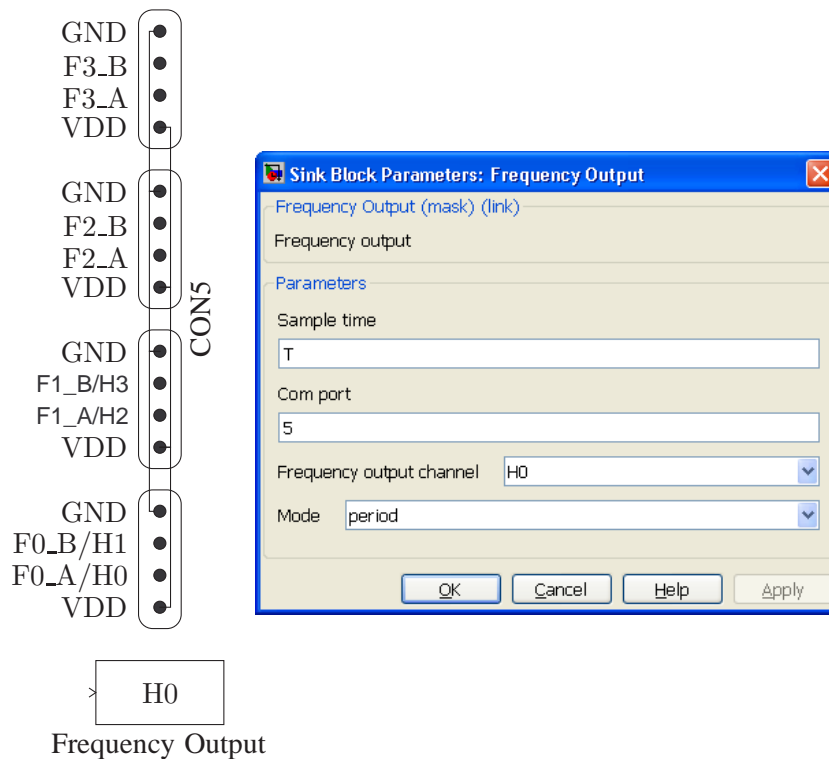 GND
F3_B
F3_A
VDD
GND
F2_B
F2_A
VDD
CON5
GND
F1_B/H3
F1_A/H2
VDD
GND
F0_B/H1
F0_A/H0
VDD
H0
Frequency Output
Sink Block Parameters: Frequency Output
Frequency Output (mask) (link)
Frequency output
Parameters
Sample time
T
Com port
5
Frequency output channel H0
Mode period
OK Cancel Help Apply